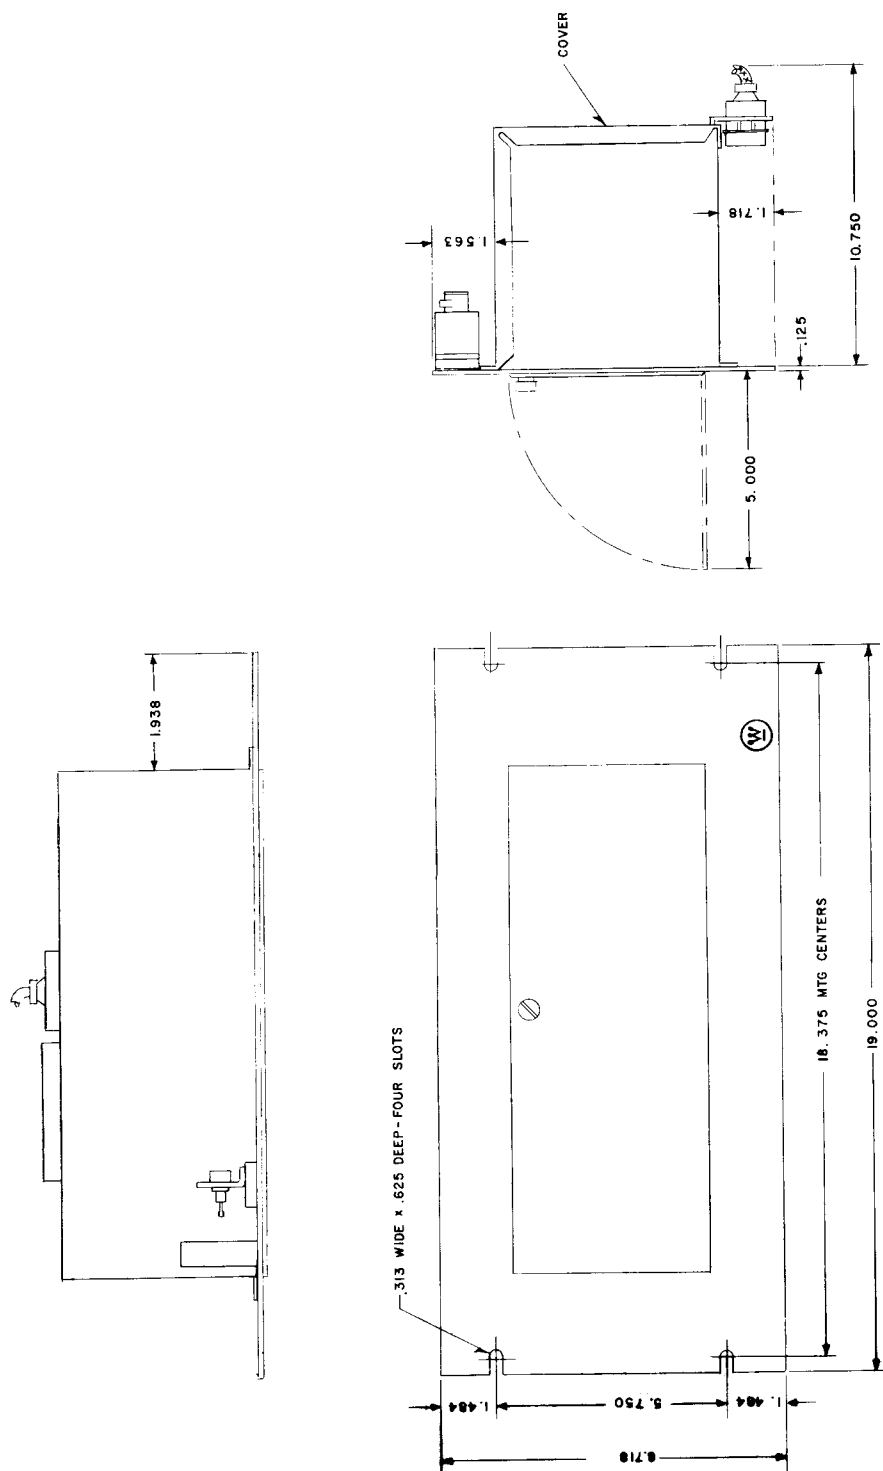 COVER
1.563
1.718
10.750
.125
5.000
1.938
W
.313 WIDE x .625 DEEP-FOUR SLOTS
18.375 MTG CENTERS
19.000
1.484
5.750
1.484
8.718